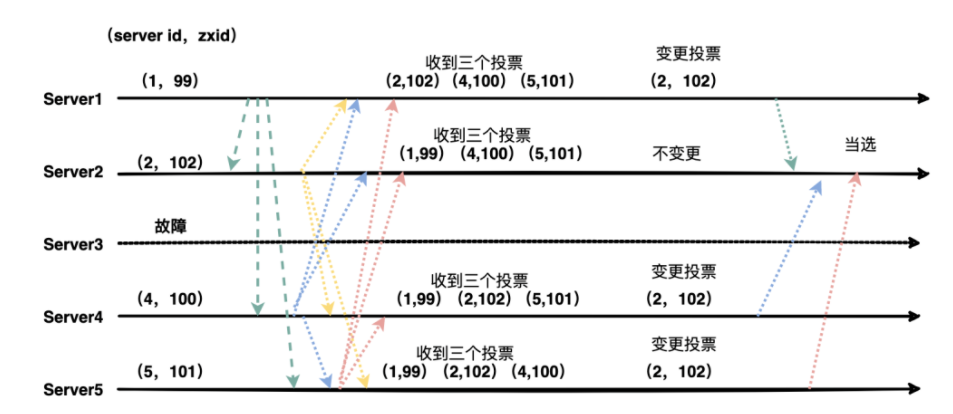 (server id，zxid)
收到三个投票
变更投票
(1，99)
(2,102) (4,100) (5,101)
(2，102)
Server1
收到三个投票
(2，102)
(1,99) (4,100) (5,101)
不变更
当选
Server2
故障
Server3
收到三个投票
变更投票
(4，100)
(1,99) (2,102) (5,101)
(2，102)
Server4
收到三个投票
变更投票
(5，101)
(1,99) (2,102) (4,100)
(2，102)
Server5